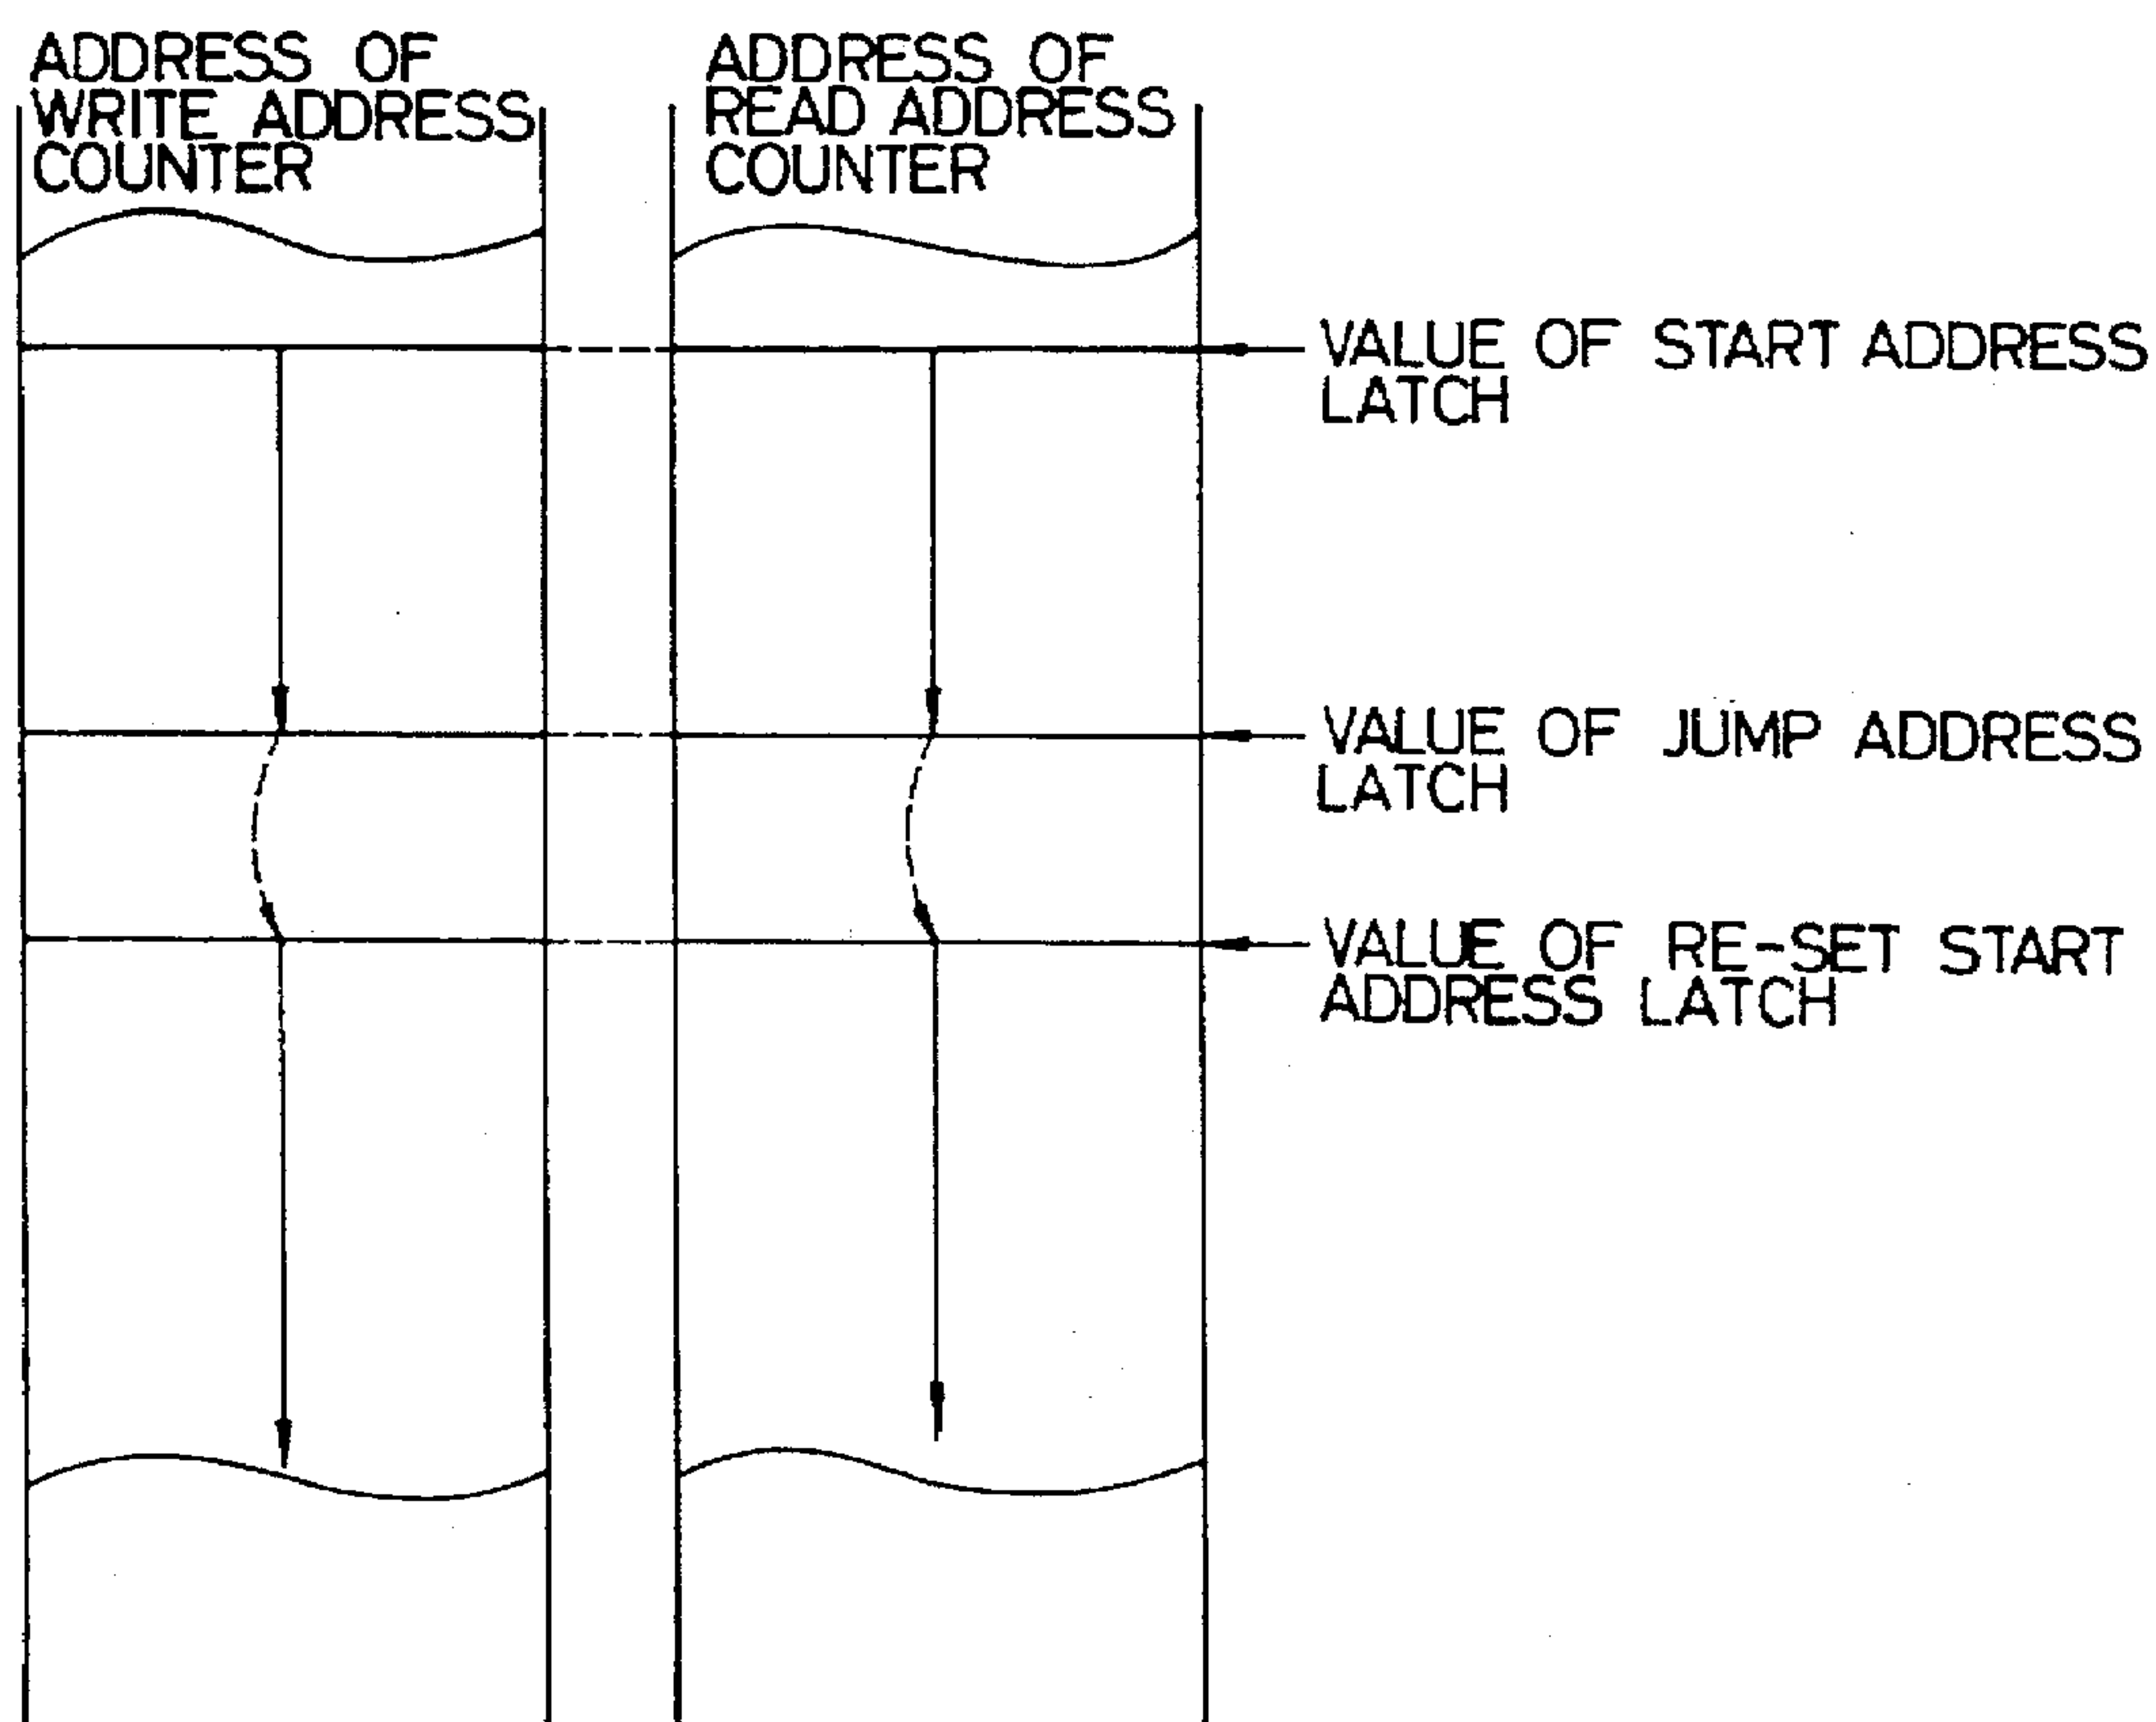 ADDRESS OF
WRITE ADDRESS
COUNTER
ADDRESS OF
READ ADDRESS
COUNTER
VALUE OF START ADDRESS
LATCH
VALUE OF JUMP ADDRESS
LATCH
VALUE OF RE-SET START
ADDRESS LATCH